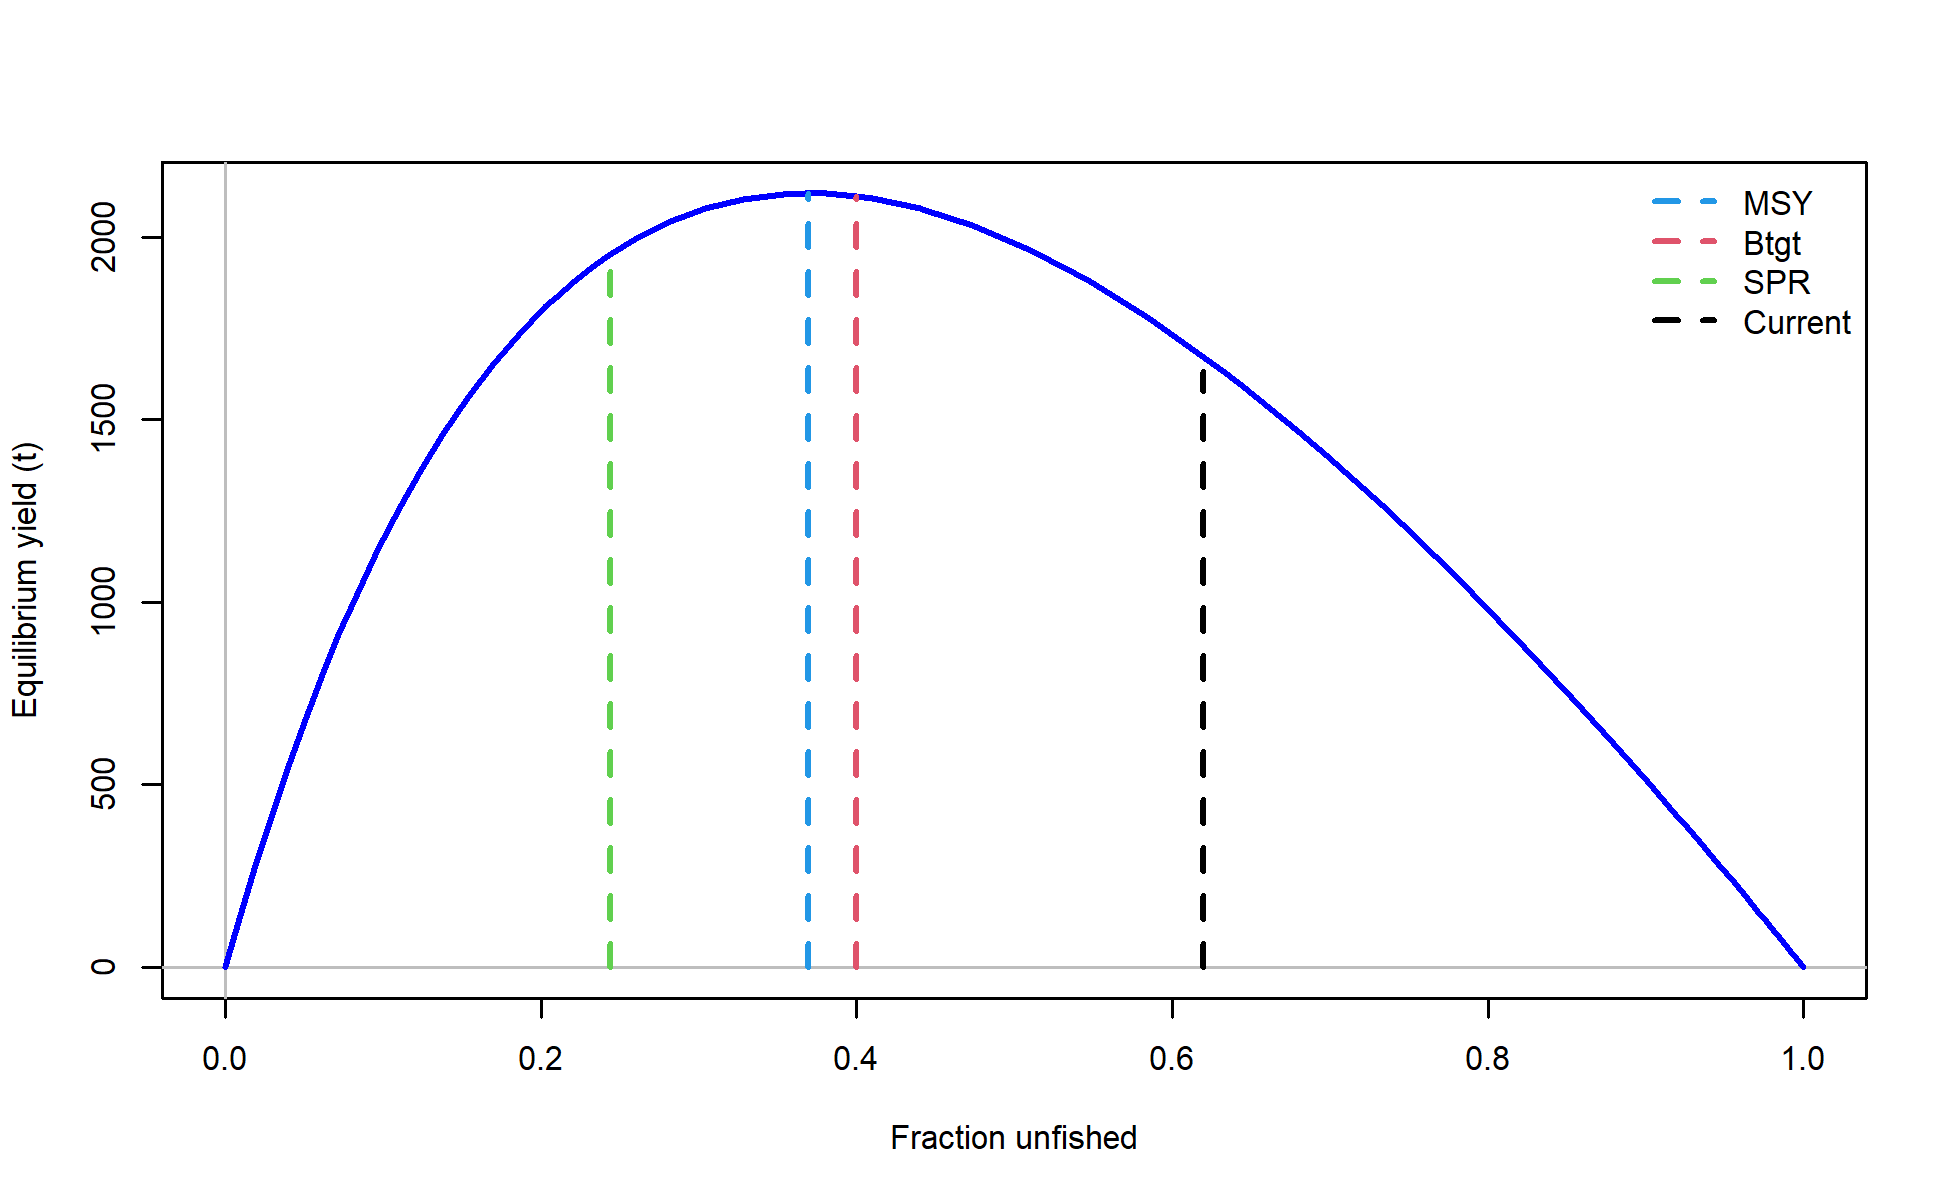 MSY
Btgt
SPR
Current
Equilibrium yield (t)
2000
1500
1000
500
0
0.0 0.2 0.4 0.6 0.8 1.0
Fraction unfished